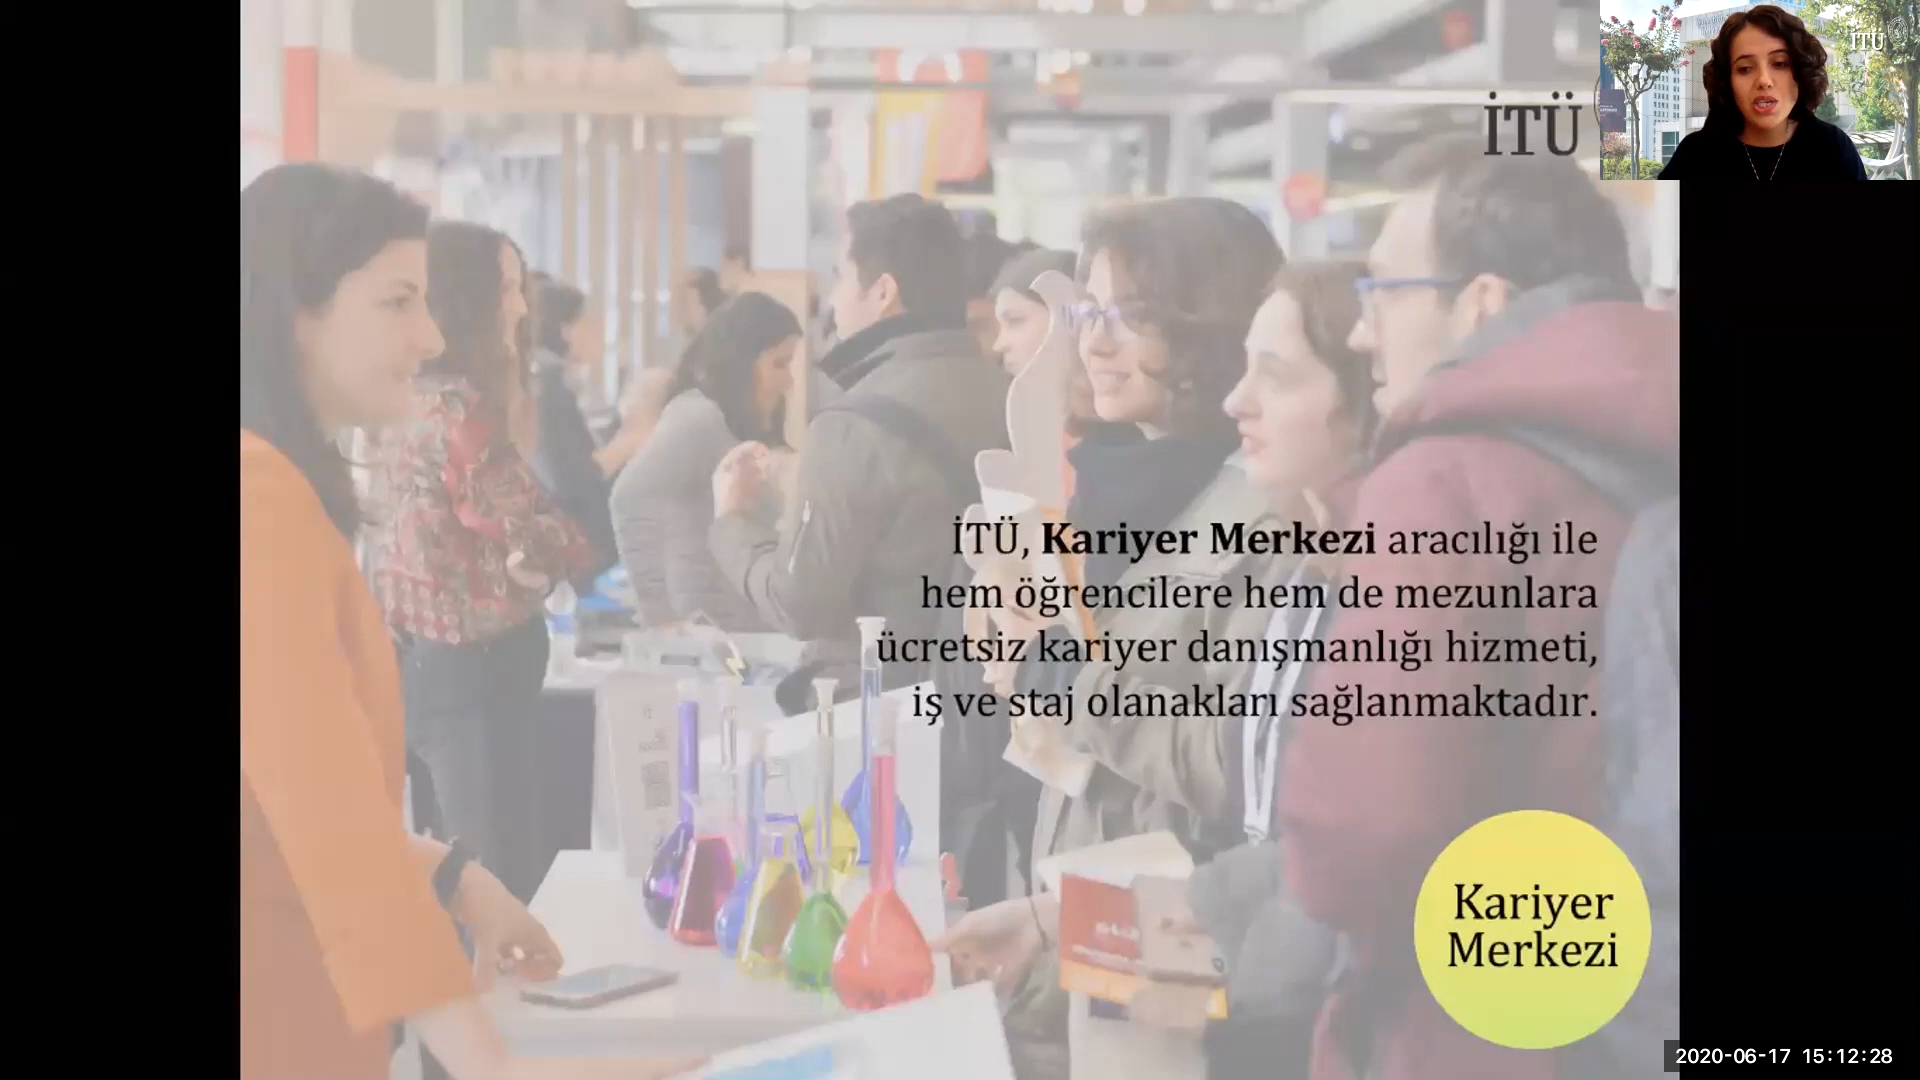 İTÜ
İTÜ
İTÜ, Kariyer Merkezi aracılığı ile
hem öğrencilere hem de mezunlara
ücretsiz kariyer danışmanlığı hizmeti,
iş ve staj olanakları sağlanmaktadır.
Kariyer
Merkezi
2020-06-17 15:12:28